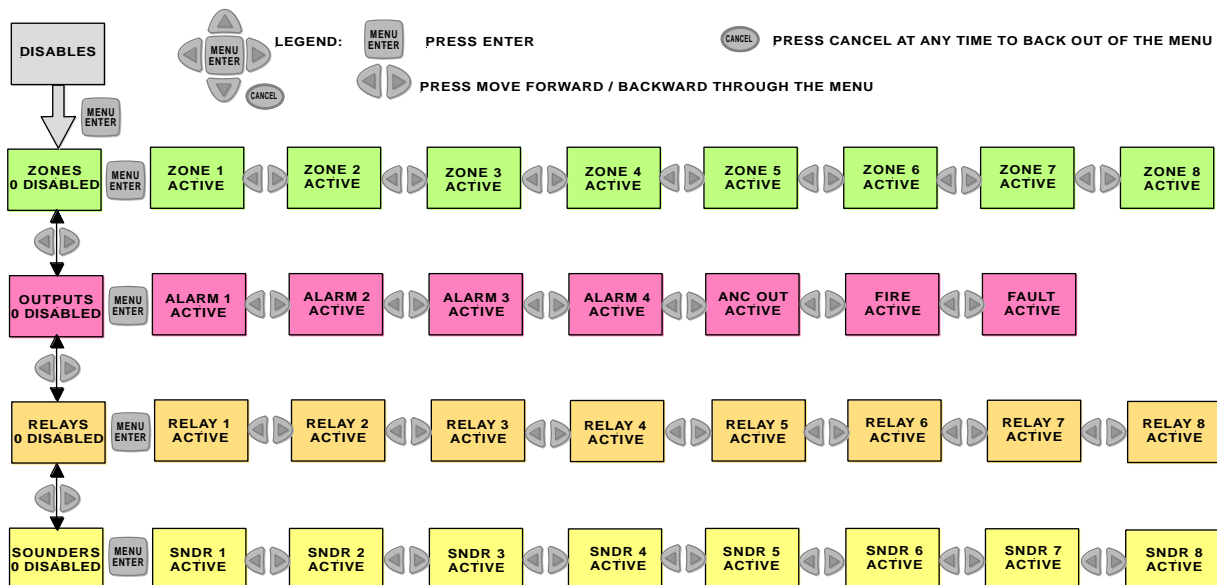 DISABLES
MENU
ENTER
CANCEL
LEGEND:
MENU
ENTER
PRESS ENTER
CANCEL
PRESS CANCEL AT ANY TIME TO BACK OUT OF THE MENU
PRESS MOVE FORWARD / BACKWARD THROUGH THE MENU
MENU
ENTER
ZONES
0 DISABLED
MENU
ENTER
ZONE 1
ACTIVE
ZONE 2
ACTIVE
ZONE 3
ACTIVE
ZONE 4
ACTIVE
ZONE 5
ACTIVE
ZONE 6
ACTIVE
ZONE 7
ACTIVE
ZONE 8
ACTIVE
OUTPUTS
0 DISABLED
MENU
ENTER
ALARM 1
ACTIVE
ALARM 2
ACTIVE
ALARM 3
ACTIVE
ALARM 4
ACTIVE
ANC OUT
ACTIVE
FIRE
ACTIVE
FAULT
ACTIVE
RELAYS
0 DISABLED
MENU
ENTER
RELAY 1
ACTIVE
RELAY 2
ACTIVE
RELAY 3
ACTIVE
RELAY 4
ACTIVE
RELAY 5
ACTIVE
RELAY 6
ACTIVE
RELAY 7
ACTIVE
RELAY 8
ACTIVE
SOUNDERS
0 DISABLED
MENU
ENTER
SNDR 1
ACTIVE
SNDR 2
ACTIVE
SNDR 3
ACTIVE
SNDR 4
ACTIVE
SNDR 5
ACTIVE
SNDR 6
ACTIVE
SNDR 7
ACTIVE
SNDR 8
ACTIVE